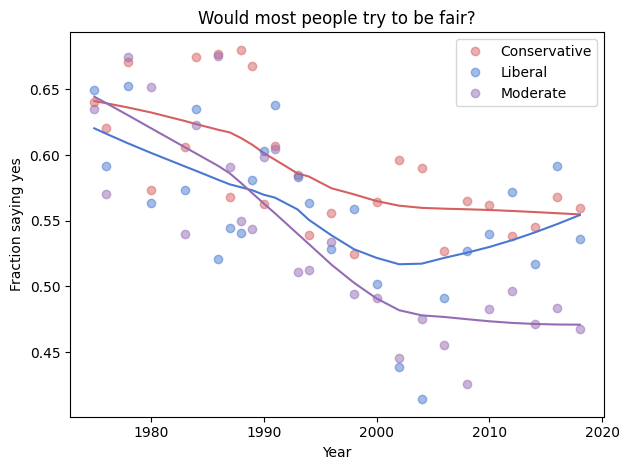 Would most people try to be fair?
Conservative
Liberal
Moderate
Fraction saying yes
0.65
0.60
0.55
0.50
0.45
1980
1990
2000
2010
2020
Year